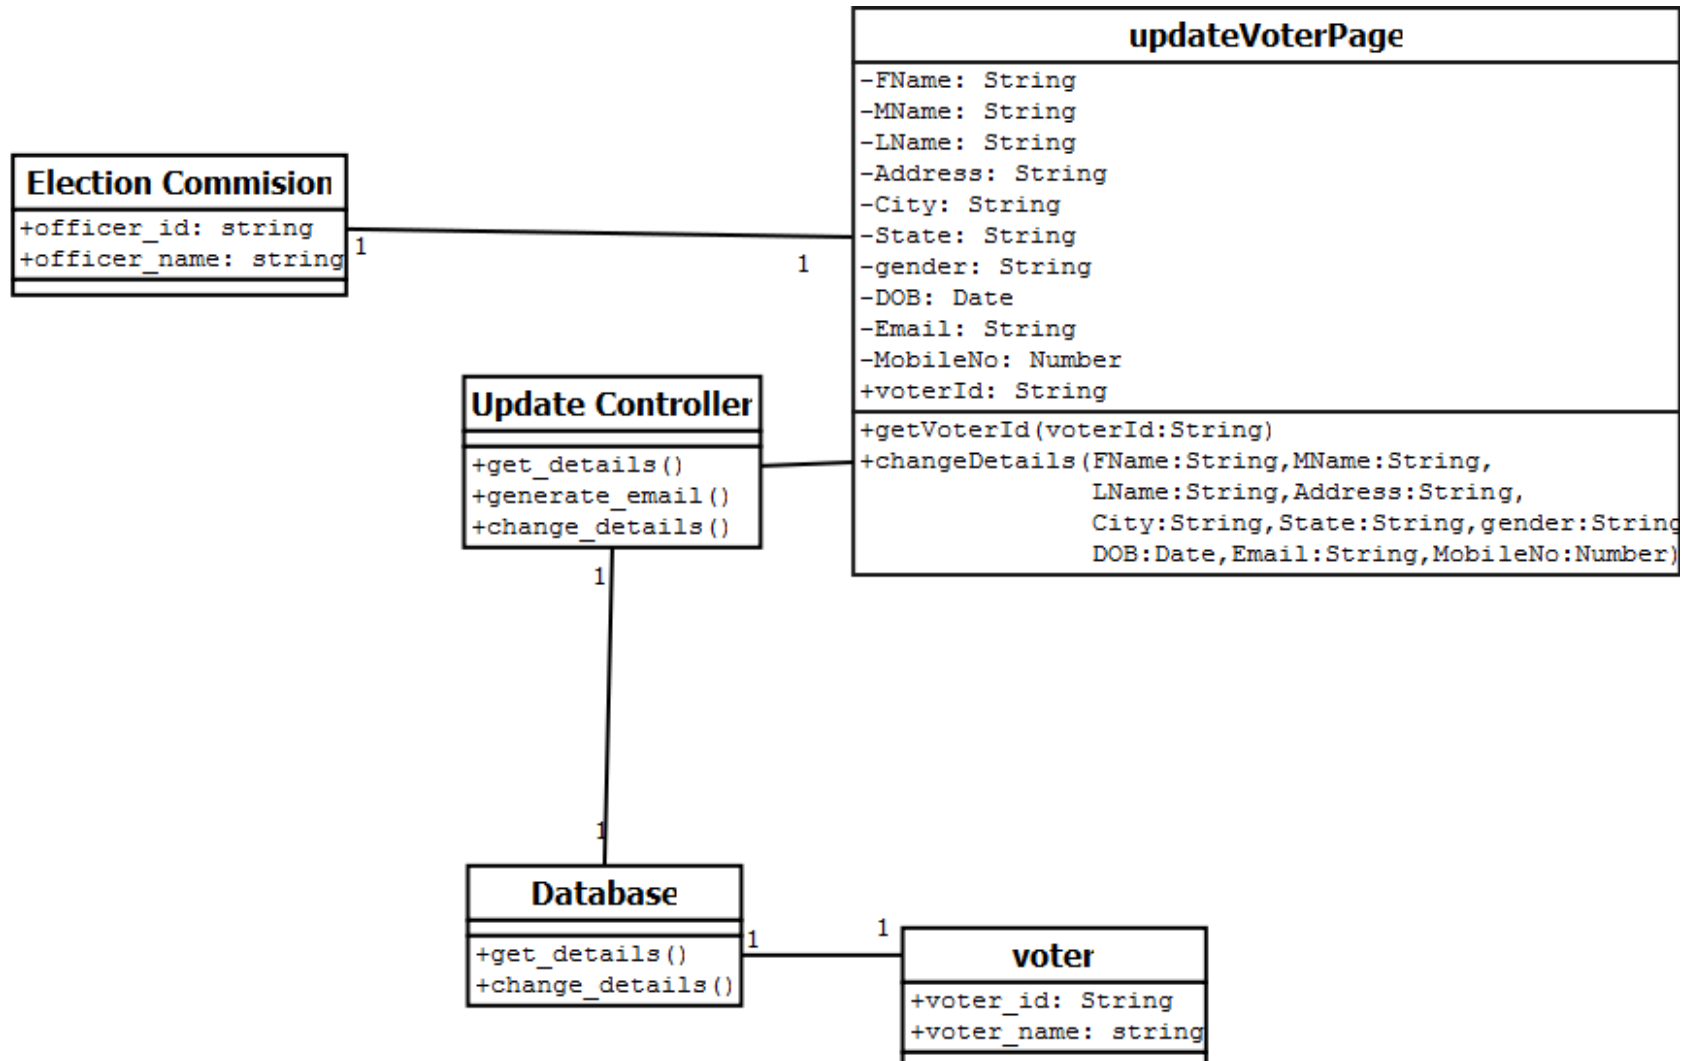 updateVoterPage
-FName: String
-MName: String
-LName: String
-Address: String
-City: String
-State: String
-gender: String
-DOB: Date
-Email: String
-MobileNo: Number
+voterId: String
+getVoterId(voterId:String)
+changeDetails(FName:String,MName:String,
LName:String,Address:String,
City:String,State:String,gender:String
DOB:Date,Email:String,MobileNo:Number)
Election Commision
+officer_id: string
+officer_name: string
1
1
Update Controller
+get_details()
+generate_email()
+change_details()
1
1
Database
+get_details()
+change_details()
1
1
voter
+voter_id: String
+voter_name: string